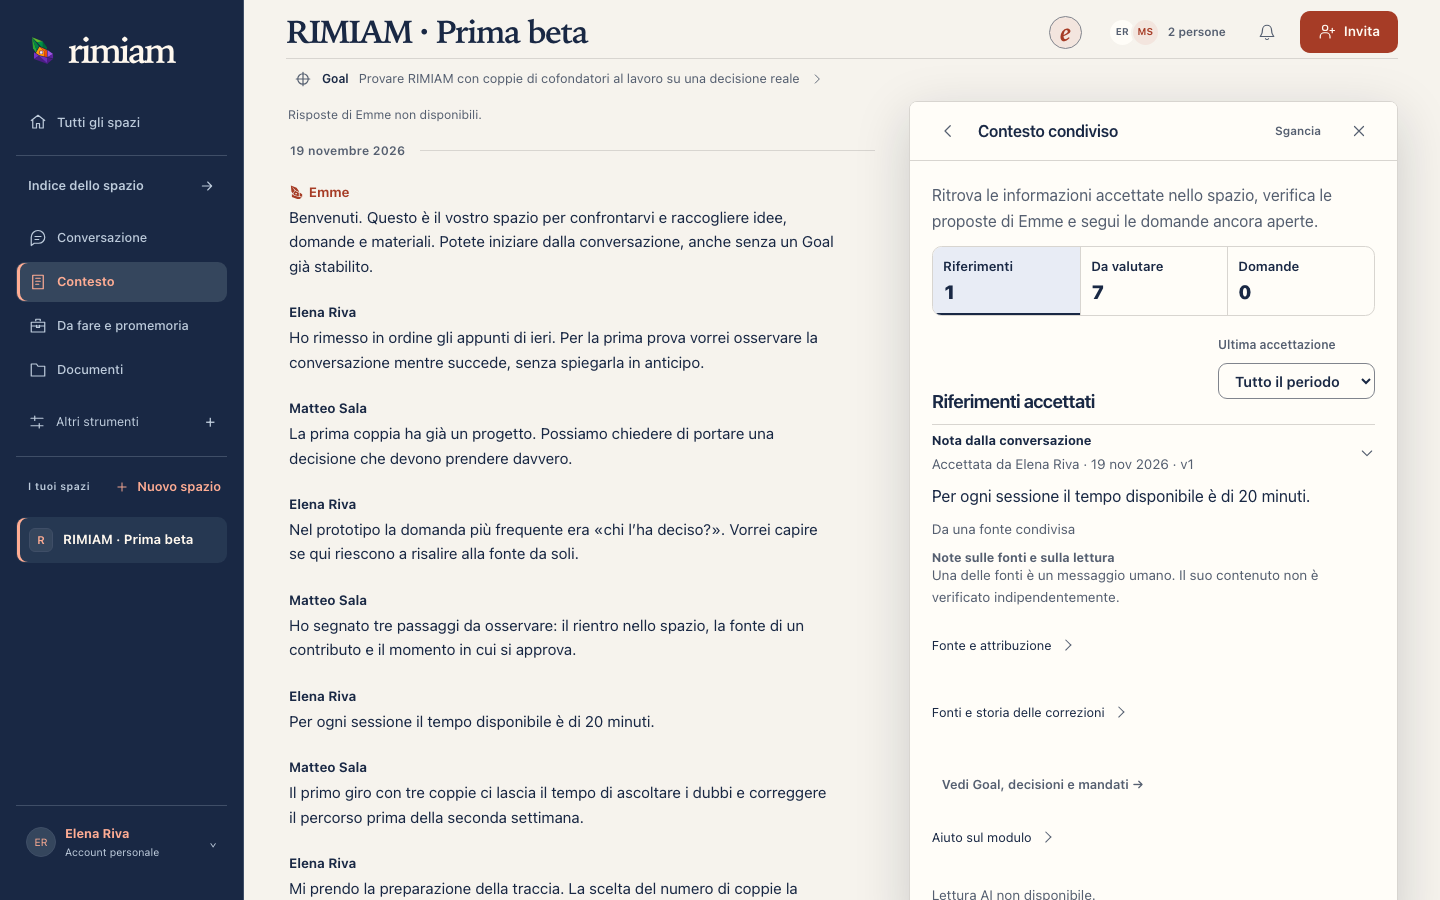 rimiam
Tutti gli spazi
Indice dello spazio
Conversazione
Contesto
Da fare e promemoria
Documenti
Altri strumenti
I tuoi spazi
Nuovo spazio
R
RIMIAM · Prima beta
ER
Elena Riva
Account personale
RIMIAM · Prima beta
e
ER
MS
2 persone
Invita
Goal Provare RIMIAM con coppie di cofondatori al lavoro su una decisione reale
Risposte di Emme non disponibili.
19 novembre 2026
Emme
Benvenuti. Questo è il vostro spazio per confrontarvi e raccogliere idee,
domande e materiali. Potete iniziare dalla conversazione, anche senza un Goal
già stabilito.
Elena Riva
Ho rimesso in ordine gli appunti di ieri. Per la prima prova vorrei osservare la
conversazione mentre succede, senza spiegarla in anticipo.
Matteo Sala
La prima coppia ha già un progetto. Possiamo chiedere di portare una
decisione che devono prendere davvero.
Elena Riva
Nel prototipo la domanda più frequente era «chi l’ha deciso?». Vorrei capire
se qui riescono a risalire alla fonte da soli.
Matteo Sala
Ho segnato tre passaggi da osservare: il rientro nello spazio, la fonte di un
contributo e il momento in cui si approva.
Elena Riva
Per ogni sessione il tempo disponibile è di 20 minuti.
Matteo Sala
Il primo giro con tre coppie ci lascia il tempo di ascoltare i dubbi e correggere
il percorso prima della seconda settimana.
Elena Riva
Mi prendo la preparazione della traccia. La scelta del numero di coppie la
Contesto condiviso
Sgancia
Ritrova le informazioni accettate nello spazio, verifica le
proposte di Emme e segui le domande ancora aperte.
Riferimenti
1
Da valutare
7
Domande
0
Ultima accettazione
Tutto il periodo
Riferimenti accettati
Nota dalla conversazione
Accettata da Elena Riva · 19 nov 2026 · v1
Per ogni sessione il tempo disponibile è di 20 minuti.
Da una fonte condivisa
Note sulle fonti e sulla lettura
Una delle fonti è un messaggio umano. Il suo contenuto non è
verificato indipendentemente.
Fonte e attribuzione
Fonti e storia delle correzioni
Vedi Goal, decisioni e mandati →
Aiuto sul modulo
Lettura AI non disponibile.